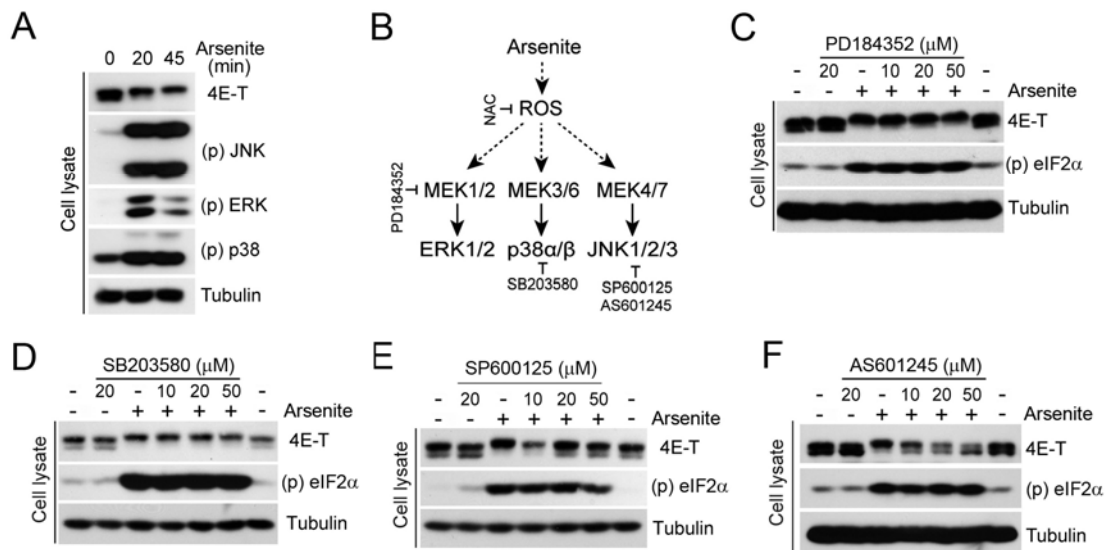 A
0 20 45 Arsenite (min)
Cell lysate
4E-T
(p) JNK
(p) ERK
(p) p38
Tubulin
B
Arsenite
NAC
ROS
PD184352
MEK1/2 MEK3/6 MEK4/7
ERK1/2 p38α/β JNK1/2/3
SB203580
SP600125
AS601245
C
PD184352 (μM)
- 20 - 10 20 50 -
- - + + + + - Arsenite
Cell lysate
4E-T
(p) eIF2α
Tubulin
D
SB203580 (μM)
- 20 - 10 20 50 -
- - + + + + - Arsenite
Cell lysate
4E-T
(p) eIF2α
Tubulin
E
SP600125 (μM)
- 20 - 10 20 50 -
- - + + + + - Arsenite
Cell lysate
4E-T
(p) eIF2α
Tubulin
F
AS601245 (μM)
- 20 - 10 20 50 -
- - + + + + - Arsenite
Cell lysate
4E-T
(p) eIF2α
Tubulin